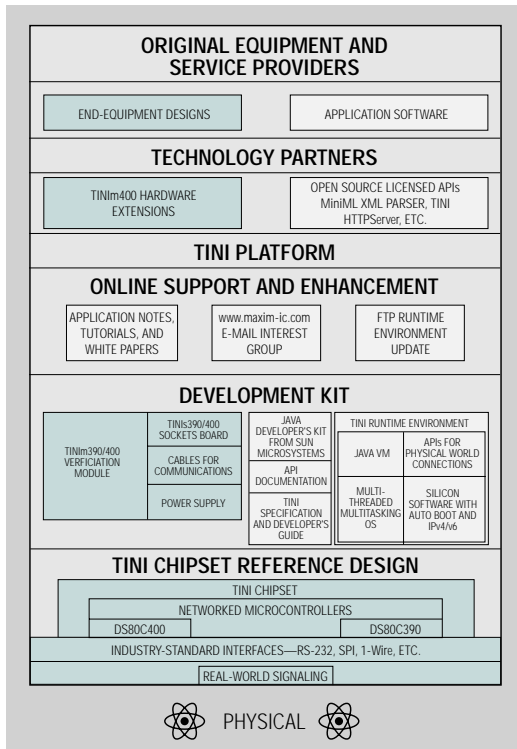 ORIGINAL EQUIPMENT AND
SERVICE PROVIDERS
END-EQUIPMENT DESIGNS
APPLICATION SOFTWARE
TECHNOLOGY PARTNERS
TINIm400 HARDWARE
EXTENSIONS
OPEN SOURCE LICENSED APIs
MiniML XML PARSER, TINI
HTTPServer, ETC.
TINI PLATFORM
ONLINE SUPPORT AND ENHANCEMENT
APPLICATION NOTES,
TUTORIALS, AND
WHITE PAPERS
www.maxim-ic.com
E-MAIL INTEREST
GROUP
FTP RUNTIME
ENVIRONMENT
UPDATE
DEVELOPMENT KIT
TINIm390/400
VERFICIATION
MODULE
TINIs390/400
SOCKETS BOARD
CABLES FOR
COMMUNICATIONS
POWER SUPPLY
JAVA
DEVELOPER'S KIT
FROM SUN
MICROSYSTEMS
API
DOCUMENTATION
TINI
SPECIFICATION
AND DEVELOPER'S
GUIDE
TINI RUNTIME ENVIRONMENT
JAVA VM
APIs FOR
PHYSICAL WORLD
CONNECTIONS
MULTI-
THREADED
MULTITASKING
OS
SILICON
SOFTWARE WITH
AUTO BOOT AND
IPv4/v6
TINI CHIPSET REFERENCE DESIGN
TINI CHIPSET
NETWORKED MICROCONTROLLERS
DS80C400
DS80C390
INDUSTRY-STANDARD INTERFACES—RS-232, SPI, 1-Wire, ETC.
REAL-WORLD SIGNALING
PHYSICAL